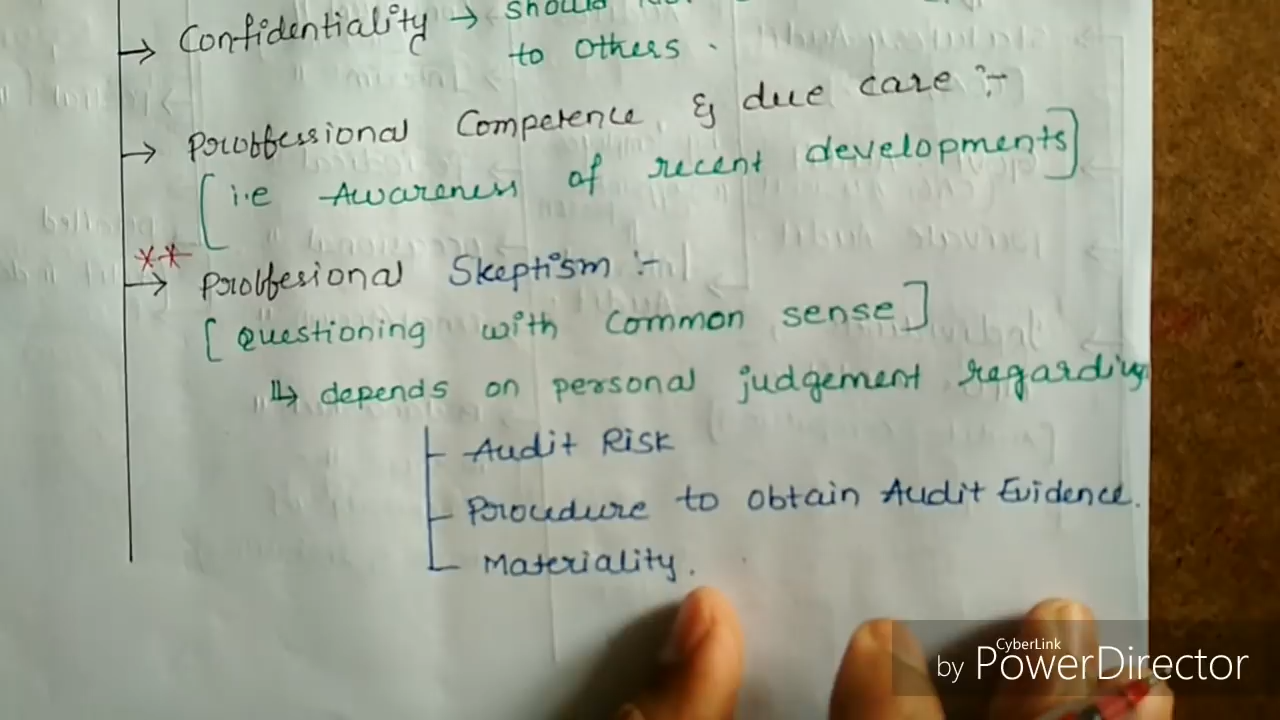 → Confidentiality → should
to others.
→ Proffessional Competence & due care :-
[i.e Awareness of recent developments]
** → Proffesional Skeptism :-
[Questioning with common sense]
↳ depends on personal judgement regarding
- Audit Risk
- Procedure to obtain Audit Evidence.
- Materiality.
CyberLink
by PowerDirector